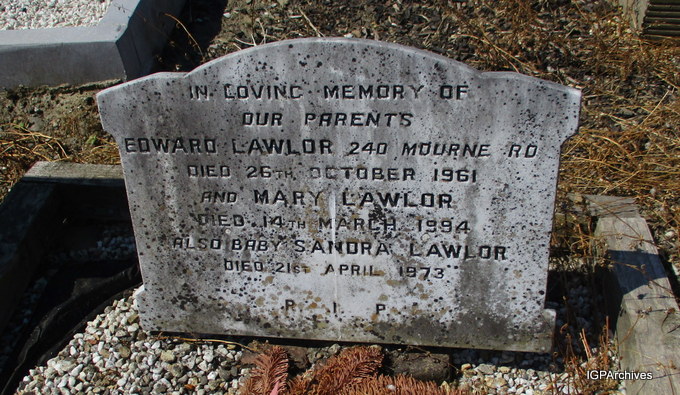 IN LOVING MEMORY OF
OUR PARENTS
EDWARD LAWLOR 240 MOURNE RD
DIED 26TH OCTOBER 1961
AND MARY LAWLOR
DIED 14TH MARCH 1994
ALSO BABY SANDRA LAWLOR
DIED 21ST APRIL 1973
R . I . P
IGPArchives